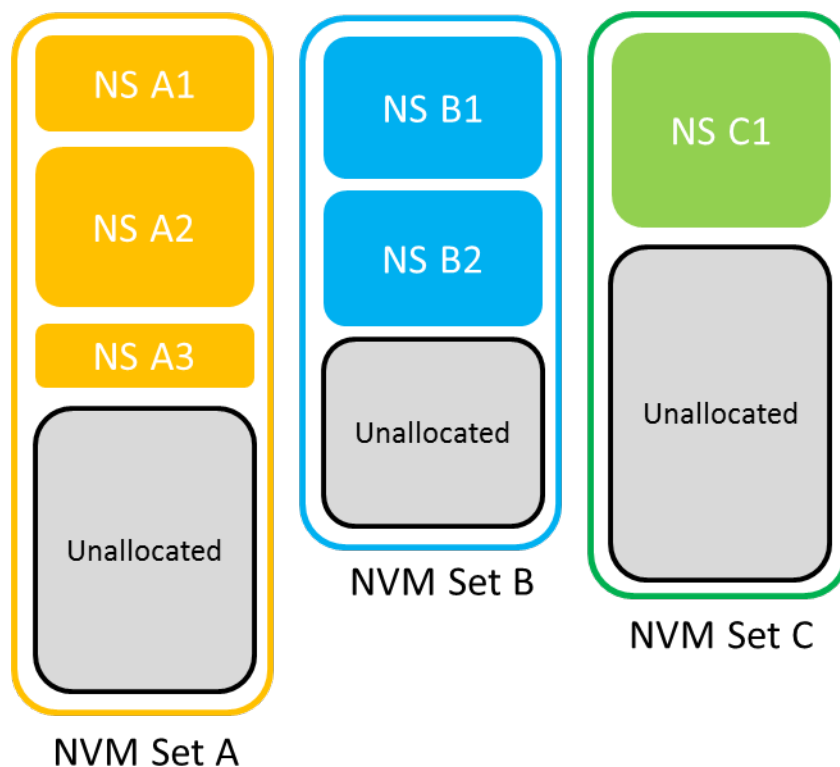 NS A1
NS A2
NS A3
Unallocated
NVM Set A
NS B1
NS B2
Unallocated
NVM Set B
NS C1
Unallocated
NVM Set C